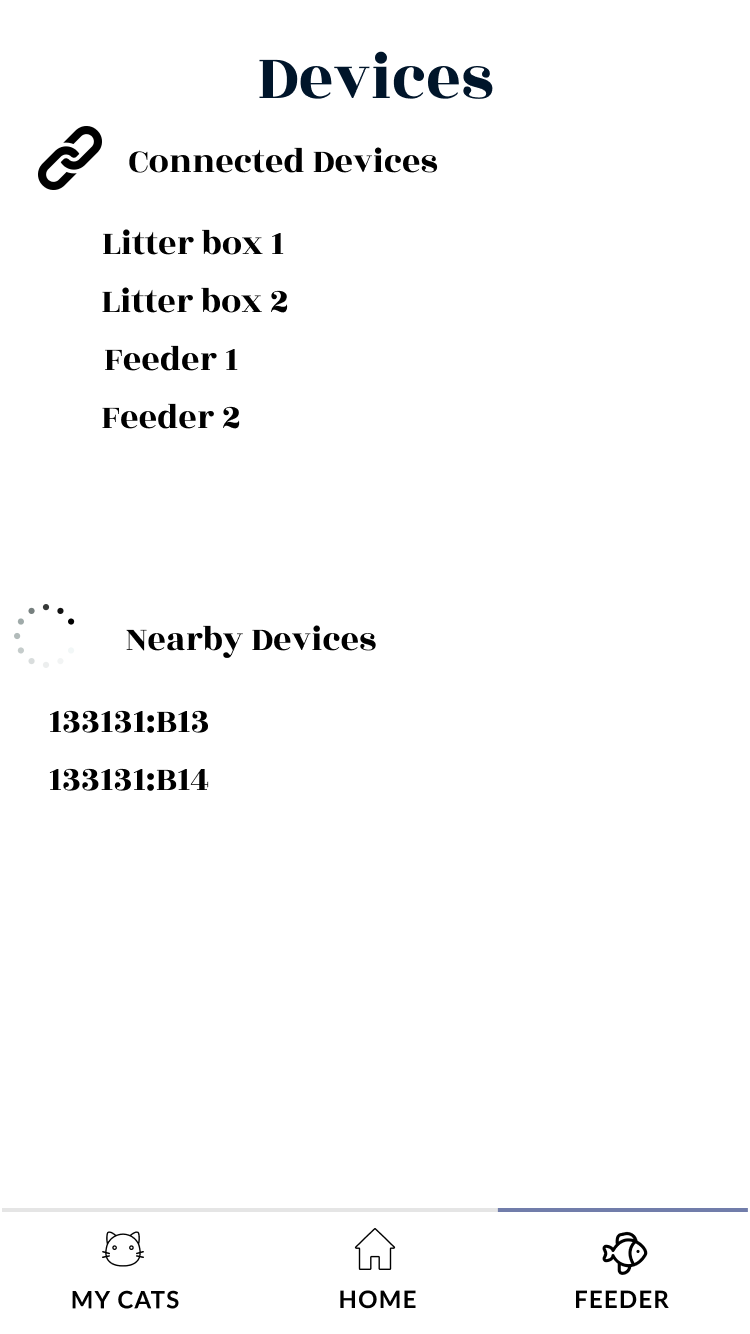 Devices
Connected Devices
Litter box 1
Litter box 2
Feeder 1
Feeder 2
Nearby Devices
133131:B13
133131:B14
MY CATS
HOME
FEEDER